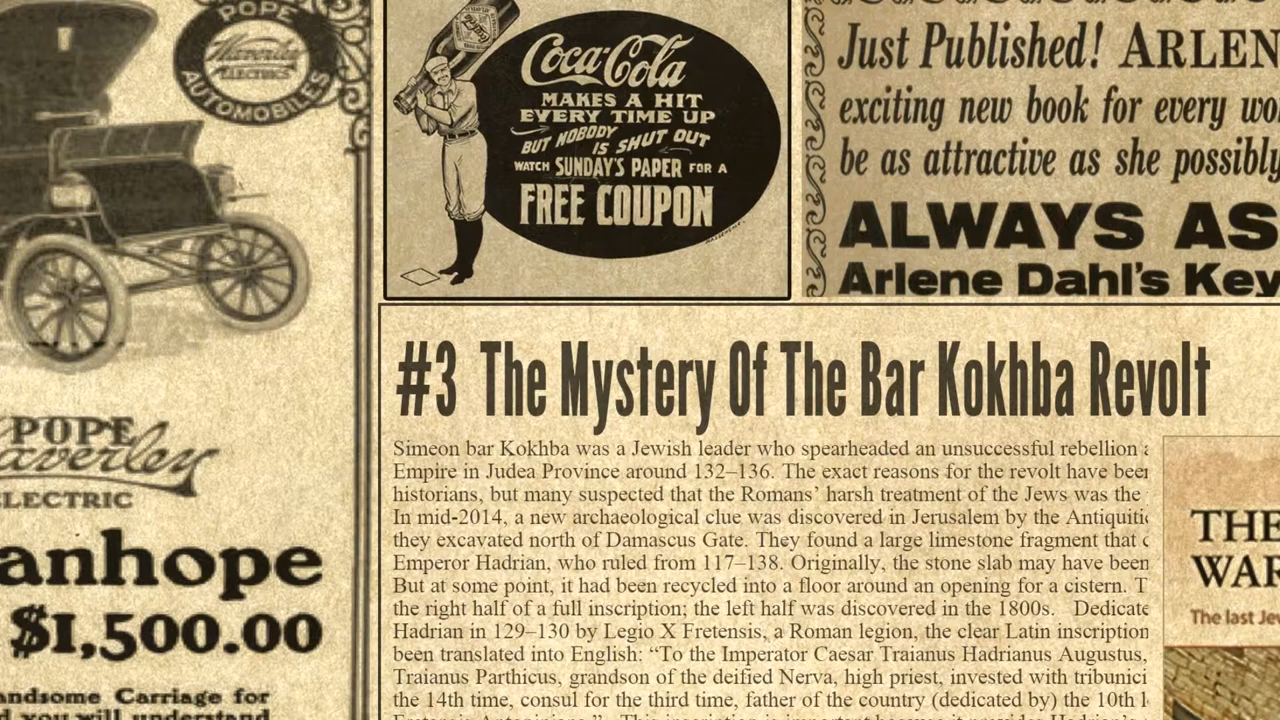 POPE
Waverley
ELECTRICS
AUTOMOBILES
POPE
Waverley
ELECTRIC
anhope
$1,500.00
andsome Carriage for
d you will understand
Coca-Cola
MAKES A HIT
EVERY TIME UP
BUT NOBODY
IS SHUT OUT
WATCH SUNDAY'S PAPER FOR A
FREE COUPON
Just Published! ARLEN
exciting new book for every wo
be as attractive as she possibly
ALWAYS AS
Arlene Dahl's Key
#3 The Mystery Of The Bar Kokhba Revolt
Simeon bar Kokhba was a Jewish leader who spearheaded an unsuccessful rebellion
Empire in Judea Province around 132–136. The exact reasons for the revolt have been
historians, but many suspected that the Romans’ harsh treatment of the Jews was the
In mid-2014, a new archaeological clue was discovered in Jerusalem by the Antiquiti
they excavated north of Damascus Gate. They found a large limestone fragment that
Emperor Hadrian, who ruled from 117–138. Originally, the stone slab may have been
But at some point, it had been recycled into a floor around an opening for a cistern. T
the right half of a full inscription; the left half was discovered in the 1800s. Dedicate
Hadrian in 129–130 by Legio X Fretensis, a Roman legion, the clear Latin inscription
been translated into English: “To the Imperator Caesar Traianus Hadrianus Augustus,
Traianus Parthicus, grandson of the deified Nerva, high priest, invested with tribunici
the 14th time, consul for the third time, father of the country (dedicated by) the 10th l
THE
WAR
The last Je